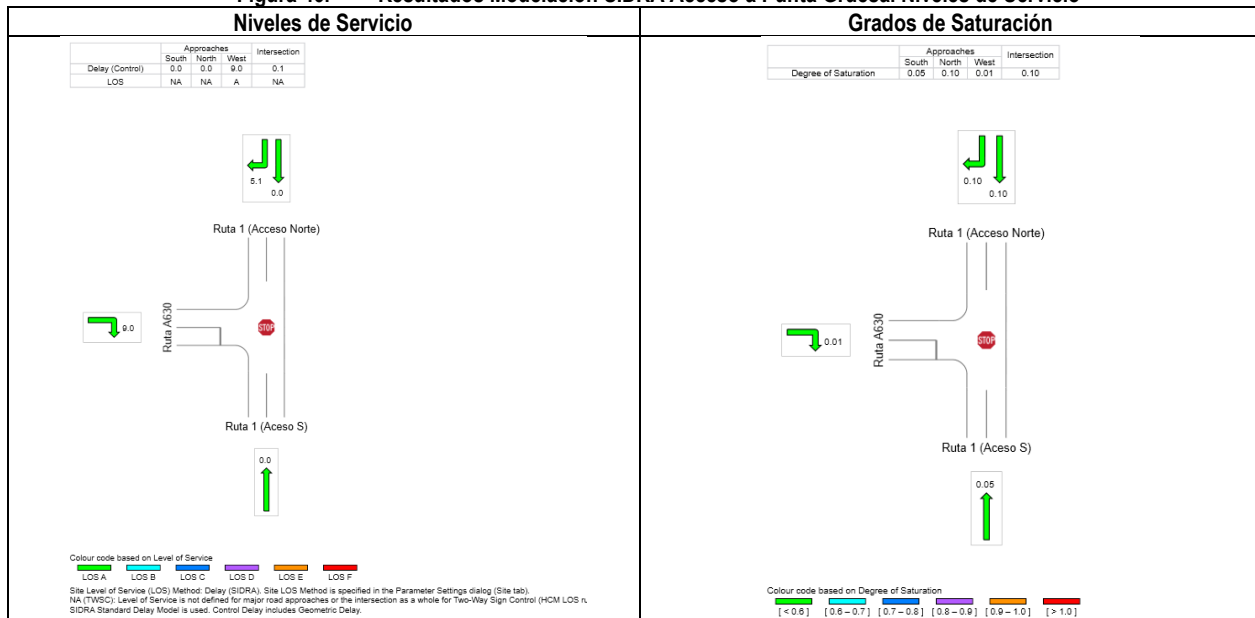 Niveles de Servicio
Approaches Intersection
South North West
Delay (Control) 0.0 0.0 9.0 0.1
LOS NA NA A NA
5.1
0.0
Ruta 1 (Acceso Norte)
9.0
Ruta A630
STOP
Ruta 1 (Aceso S)
0.0
Colour code based on Level of Service
LOS A LOS B LOS C LOS D LOS E LOS F
Site Level of Service (LOS) Method: Delay (SIDRA). Site LOS Method is specified in the Parameter Settings dialog (Site tab).
NA (TWSC): Level of Service is not defined for major road approaches or the intersection as a whole for Two-Way Sign Control (HCM LOS
SIDRA Standard Delay Model is used. Control Delay includes Geometric Delay.
Grados de Saturación
Approaches Intersection
South North West
Degree of Saturation 0.05 0.10 0.01 0.10
0.10
0.10
Ruta 1 (Acceso Norte)
0.01
Ruta A630
STOP
Ruta 1 (Aceso S)
0.05
Colour code based on Degree of Saturation
[ < 0.6 ] [ 0.6 – 0.7 ] [ 0.7 – 0.8 ] [ 0.8 – 0.9 ] [ 0.9 – 1.0 ] [ > 1.0 ]